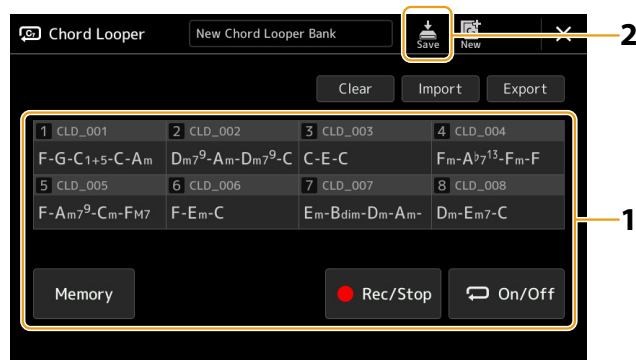 Chord Looper New Chord Looper Bank Save New 2
Clear Import Export
1 CLD_001 2 CLD_002 3 CLD_003 4 CLD_004
F-G-C1+5-C-Am Dm7⁹-Am-Dm7⁹-C C-E-C Fm-A♭7¹³-Fm-F
5 CLD_005 6 CLD_006 7 CLD_007 8 CLD_008
F-Am7⁹-Cm-FM7 F-Em-C Em-Bdim-Dm-Am- Dm-Em7-C
1
Memory Rec/Stop On/Off